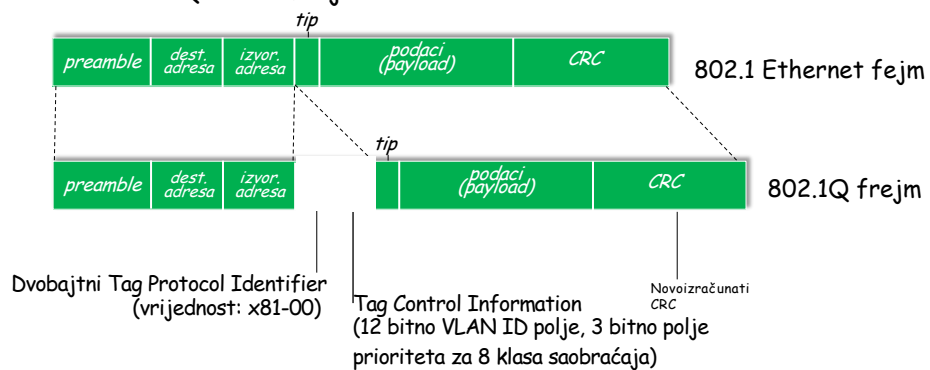 tip
preamble dest. adresa izvor. adresa podaci (payload) CRC
802.1 Ethernet fejm
tip
preamble dest. adresa izvor. adresa podaci (payload) CRC
802.1Q frejm
Dvobajtni Tag Protocol Identifier
(vrijednost: x81-00)
Tag Control Information
(12 bitno VLAN ID polje, 3 bitno polje
prioriteta za 8 klasa saobraćaja)
Novoizračunati
CRC